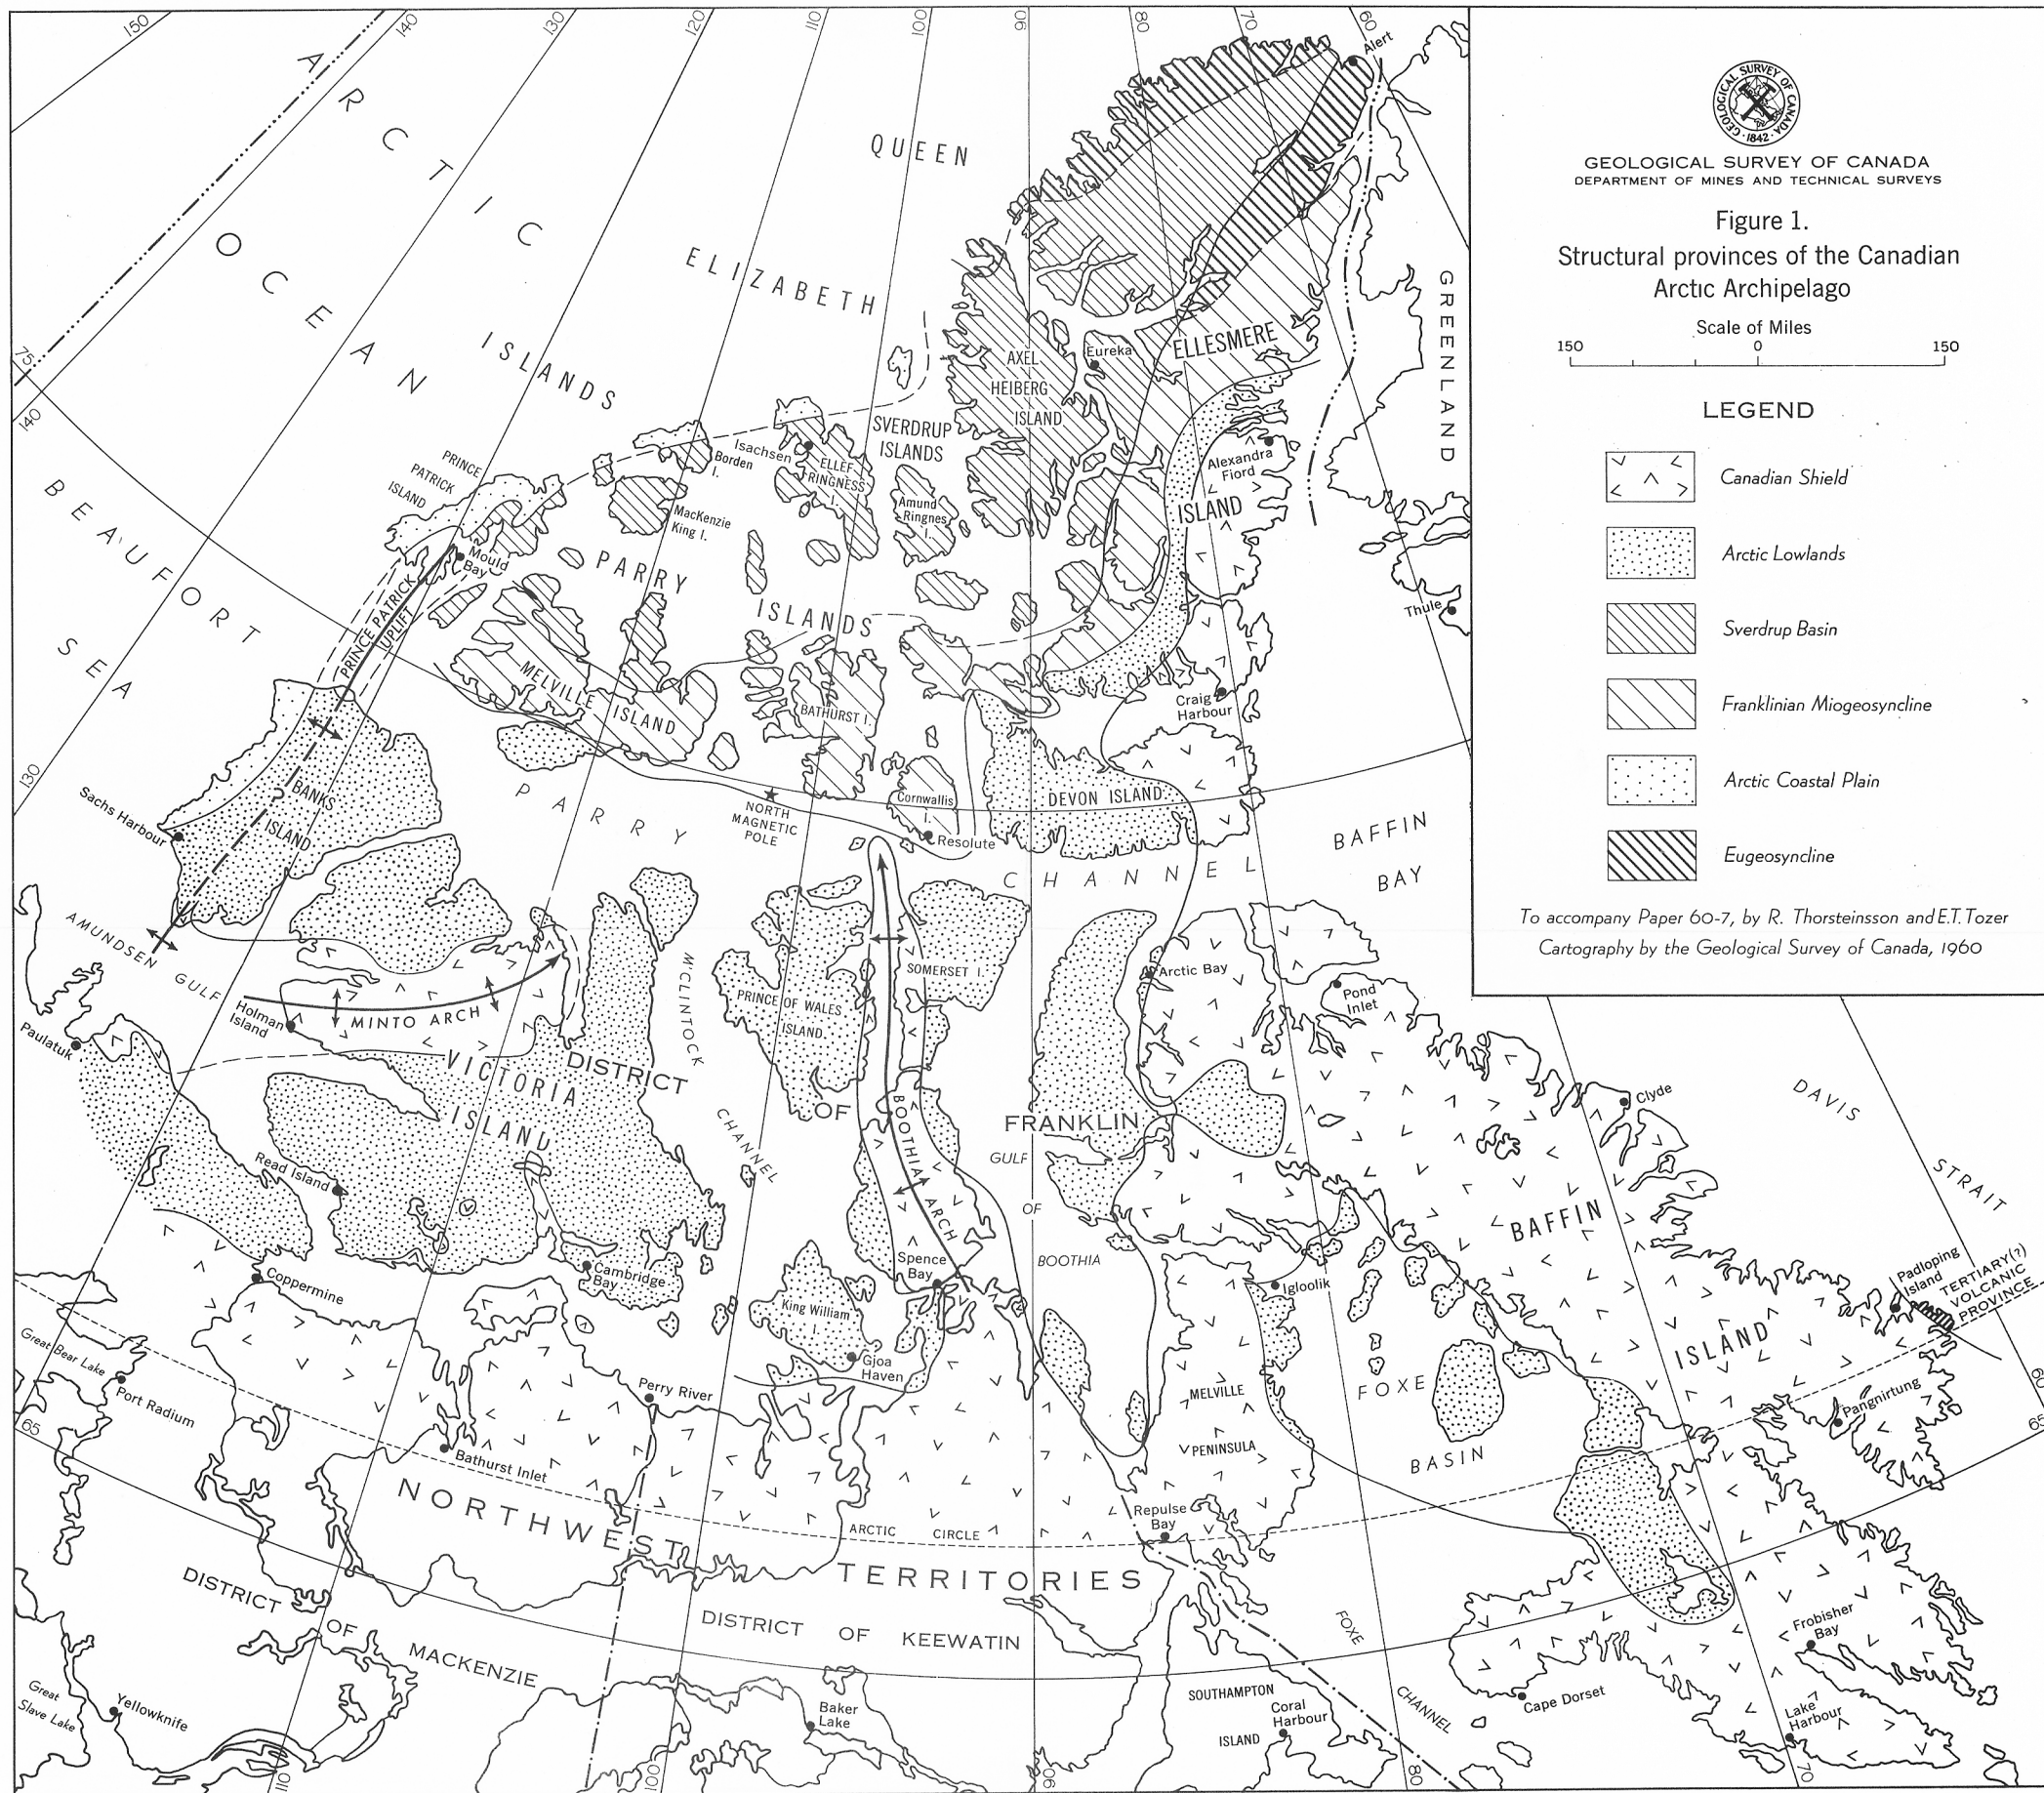 150
140
130
120
110
100
90
80
70
60
Alert
ARCTIC
OCEAN
QUEEN
ELIZABETH
ISLANDS
75
140
130
BEAUFORT
SEA
PRINCE
PATRICK
ISLAND
Mould
Bay
PRINCE PATRICK
UPLIFT
Borden
I.
MacKenzie
King I.
Isachsen
ELLEF
RINGNESS
I.
SVERDRUP
ISLANDS
Amund
Ringnes
I.
AXEL
HEIBERG
ISLAND
Eureka
ELLESMERE
ISLAND
Alexandra
Fiord
GREENLAND
Thule
PARRY
ISLANDS
MELVILLE ISLAND
BATHURST I.
Cornwallis
I.
Resolute
NORTH
MAGNETIC
POLE
Craig
Harbour
DEVON ISLAND
PARRY
CHANNEL
BAFFIN
BAY
BANKS
ISLAND
?
Sachs Harbour
AMUNDSEN GULF
Holman
Island
MINTO ARCH
Paulatuk
VICTORIA
ISLAND
DISTRICT
OF
FRANKLIN
MCLINTOCK
CHANNEL
PRINCE OF WALES
ISLAND
SOMERSET I.
BOOTHIA
ARCH
GULF
OF
BOOTHIA
Arctic Bay
Pond
Inlet
Clyde
DAVIS
STRAIT
BAFFIN
ISLAND
Padloping
Island
TERTIARY(?)
VOLCANIC
PROVINCE
Read Island
Cambridge
Bay
Coppermine
Spence
Bay
King William
I.
Gjoa
Haven
Igloolik
Great Bear Lake
Port Radium
Perry River
Bathurst Inlet
MELVILLE
PENINSULA
FOXE
BASIN
Pangnirtung
60
65
65
NORTHWEST
TERRITORIES
ARCTIC CIRCLE
Repulse
Bay
DISTRICT
OF
MACKENZIE
DISTRICT OF KEEWATIN
FOXE
CHANNEL
Frobisher
Bay
Great
Slave Lake
Yellowknife
Baker
Lake
SOUTHAMPTON
ISLAND
Coral
Harbour
Cape Dorset
Lake
Harbour
110
100
90
80
70
GEOLOGICAL SURVEY OF CANADA
1842
GEOLOGICAL SURVEY OF CANADA
DEPARTMENT OF MINES AND TECHNICAL SURVEYS
Figure 1.
Structural provinces of the Canadian
Arctic Archipelago
Scale of Miles
150 0 150
LEGEND
Canadian Shield
Arctic Lowlands
Sverdrup Basin
Franklinian Miogeosyncline
Arctic Coastal Plain
Eugeosyncline
To accompany Paper 60-7, by R. Thorsteinsson and E.T. Tozer
Cartography by the Geological Survey of Canada, 1960